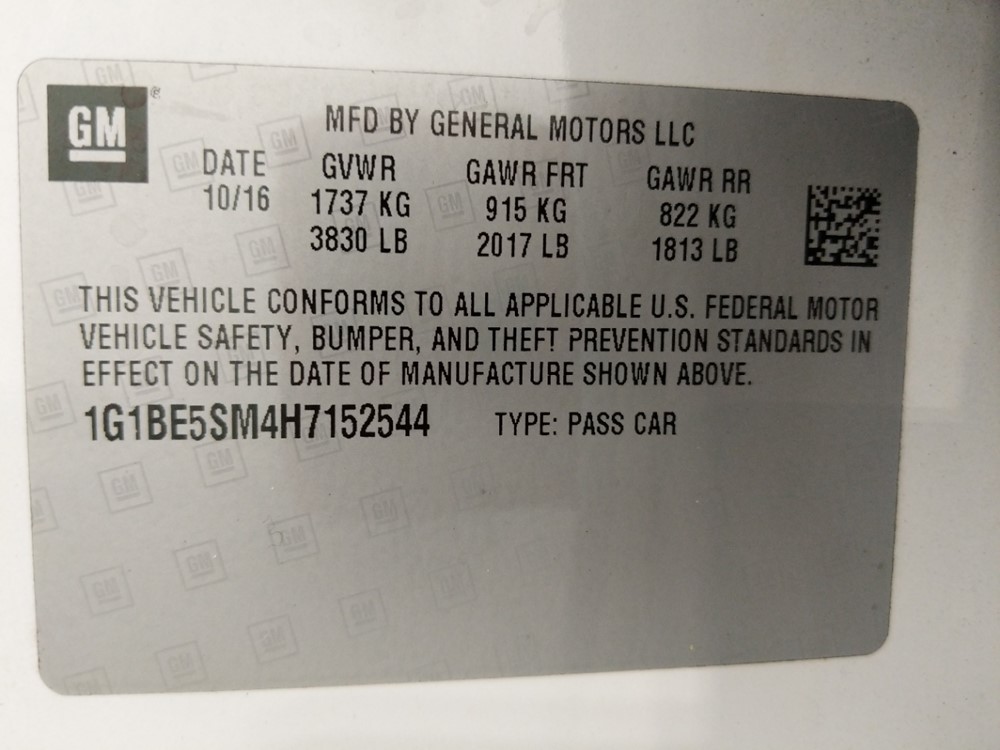 GM ®
MFD BY GENERAL MOTORS LLC
DATE GVWR GAWR FRT GAWR RR
10/16 1737 KG 915 KG 822 KG
3830 LB 2017 LB 1813 LB
THIS VEHICLE CONFORMS TO ALL APPLICABLE U.S. FEDERAL MOTOR
VEHICLE SAFETY, BUMPER, AND THEFT PREVENTION STANDARDS IN
EFFECT ON THE DATE OF MANUFACTURE SHOWN ABOVE.
1G1BE5SM4H7152544 TYPE: PASS CAR